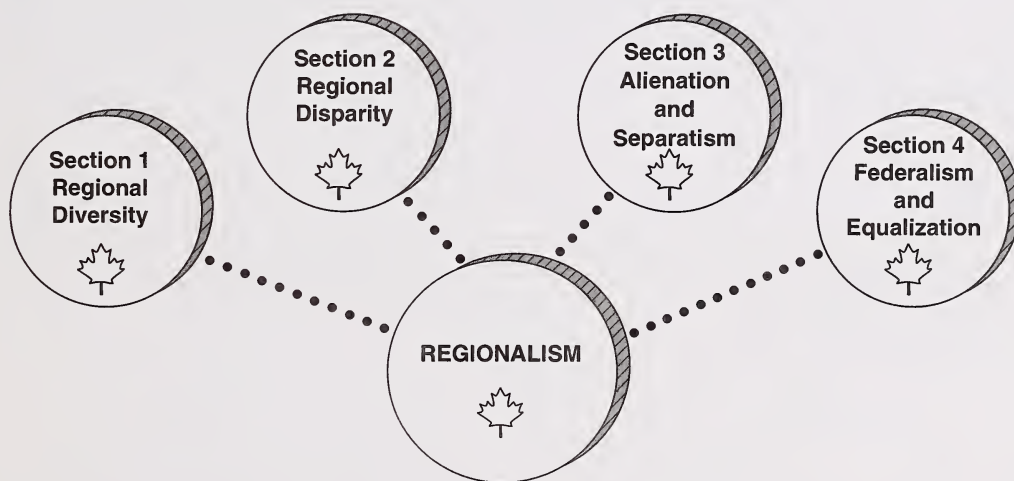 Section 1
Regional
Diversity
Section 2
Regional
Disparity
Section 3
Alienation
and
Separatism
Section 4
Federalism
and
Equalization
REGIONALISM